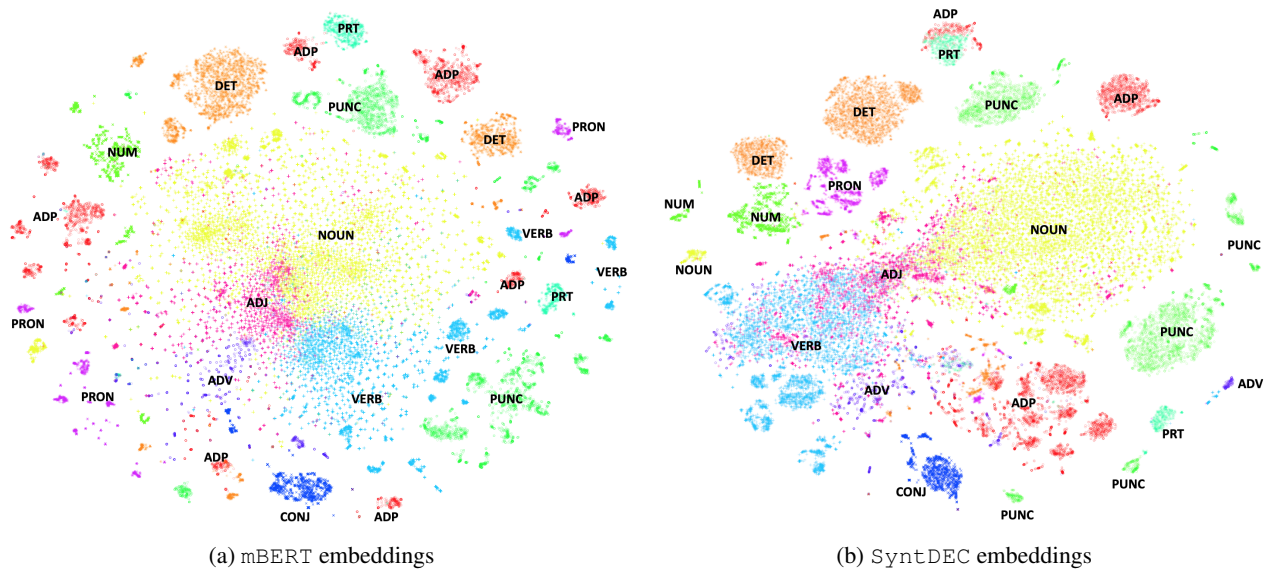 PRT
ADP
ADP
DET
PUNC
DET
PRON
NUM
ADP
ADP
VERB
NOUN
VERB
ADP
PRT
ADJ
PRON
VERB
ADV
PRON
VERB
PUNC
ADP
CONJ
ADP
(a) mBERT embeddings
ADP
PRT
PUNC
ADP
DET
DET
PRON
NUM
NUM
NOUN
PUNC
NOUN
ADJ
PUNC
VERB
ADV
ADV
ADP
PRT
PUNC
CONJ
PUNC
(b) SyntDEC embeddings